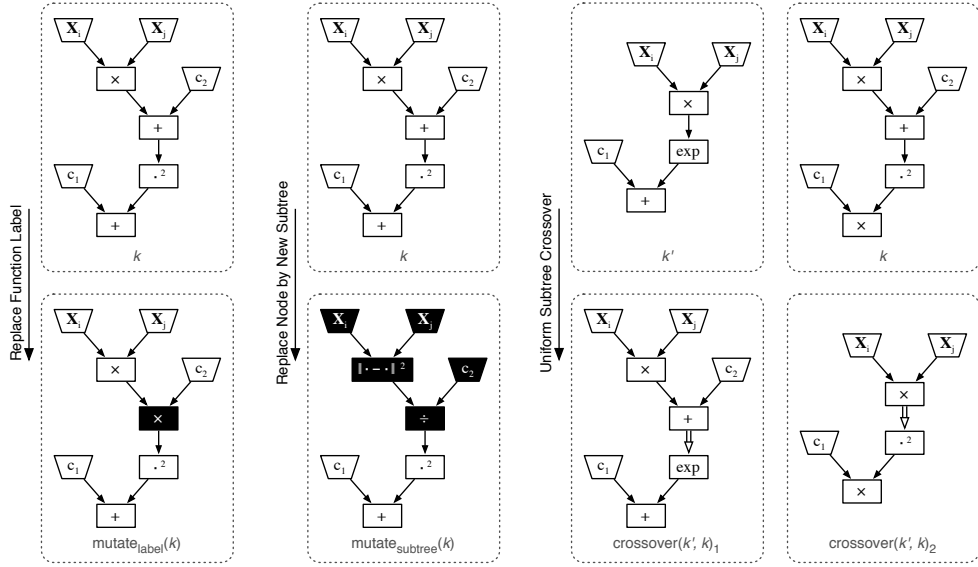 X_i X_j
×
c_2
+
c_1
· ²
+
k
Replace Function Label
X_i X_j
×
c_2
×
c_1
· ²
+
mutate_label(k)
X_i X_j
×
c_2
+
c_1
· ²
+
k
Replace Node by New Subtree
X_i X_j
‖ · − · ‖ ²
c_2
÷
c_1
· ²
+
mutate_subtree(k)
X_i X_j
×
c_1
exp
+
k'
Uniform Subtree Crossover
X_i X_j
×
c_2
+
c_1
exp
+
crossover(k', k)_1
X_i X_j
×
c_2
+
c_1
· ²
×
k
X_i X_j
×
c_1
· ²
×
crossover(k', k)_2